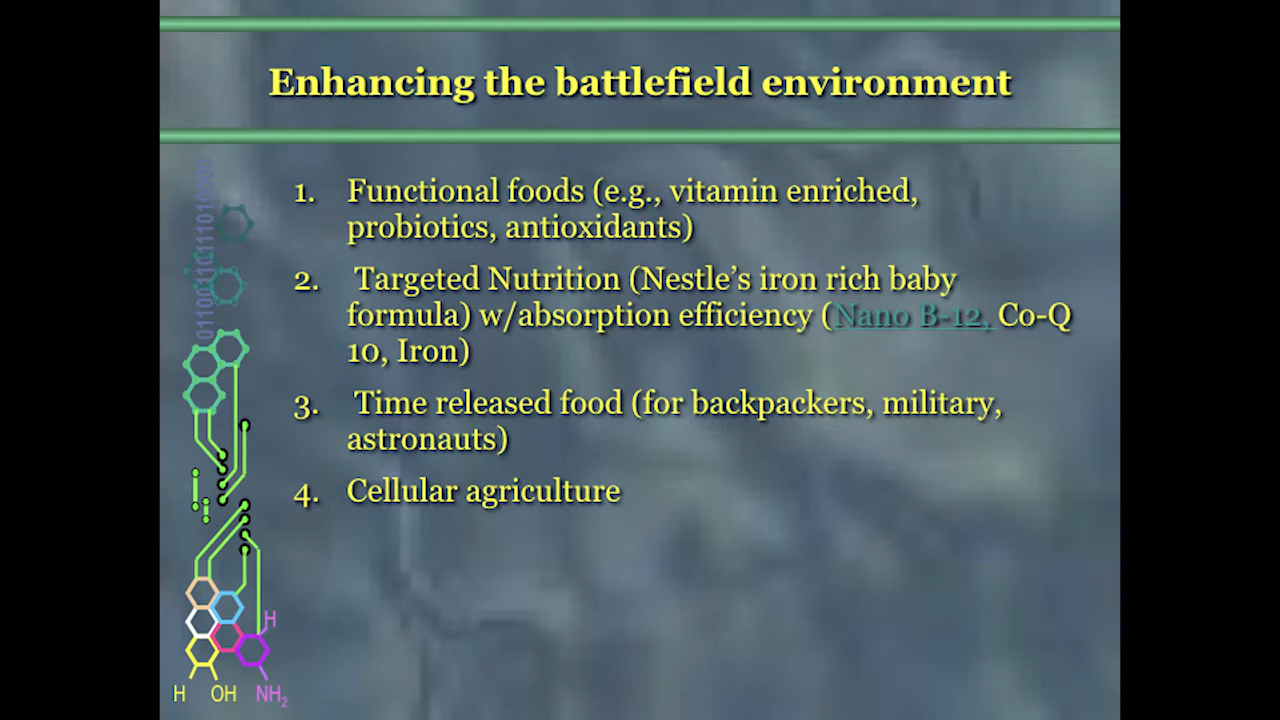 Enhancing the battlefield environment
1. Functional foods (e.g., vitamin enriched,
probiotics, antioxidants)
2. Targeted Nutrition (Nestle’s iron rich baby
formula) w/absorption efficiency (Nano B-12, Co-Q
10, Iron)
3. Time released food (for backpackers, military,
astronauts)
4. Cellular agriculture
H
H OH NH₂